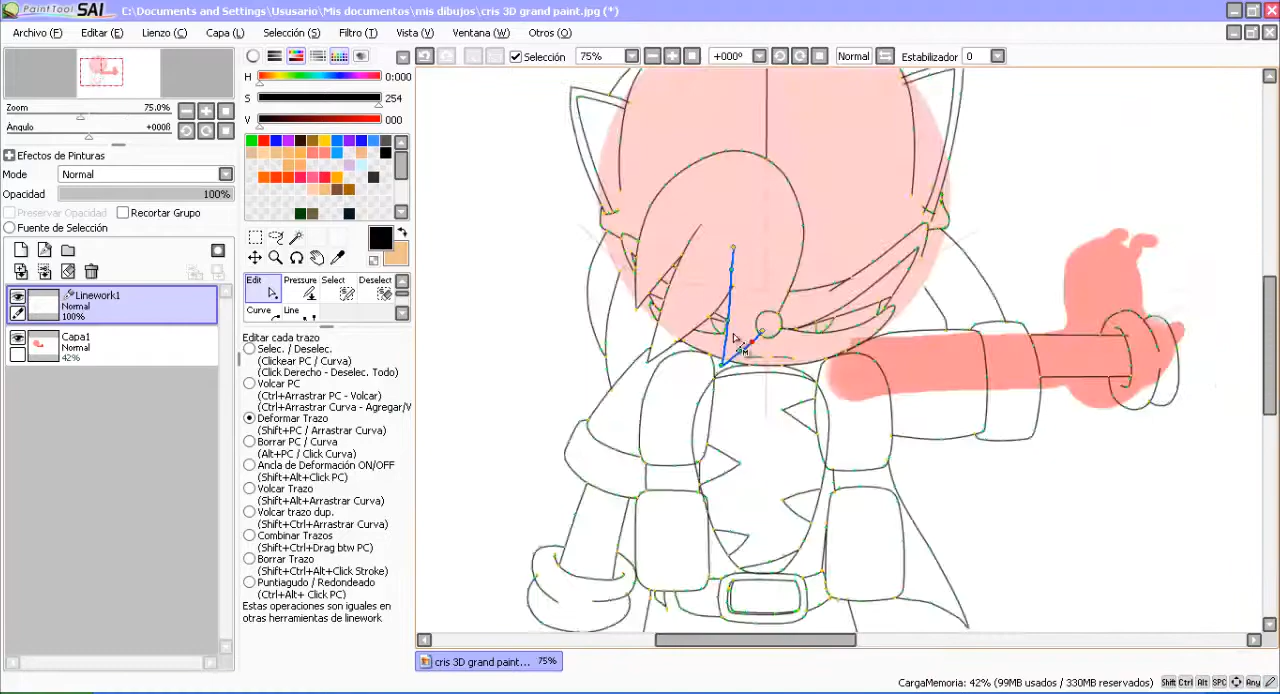 PaintTool SAI C:\Documents and Settings\Ususario\Mis documentos\mis dibujos\cris 3D grand paint.jpg (*)
Archivo (F) Editar (E) Lienzo (C) Capa (L) Selección (S) Filtro (T) Vista (V) Ventana (W) Otros (O)
Selección 75% +000º Normal Estabilizador 0
Zoom 75.0%
Ángulo +000ß
Efectos de Pinturas
Mode Normal
Opacidad 100%
Preservar Opacidad Recortar Grupo
Fuente de Selección
Linework1
Normal
100%
Capa1
Normal
42%
H 0:000
S 254
V 000
Edit Pressure Select Deselect
Curve Line
Editar cada trazo
Selec. / Deselec.
(Clickear PC / Curva)
(Click Derecho - Deselec. Todo)
Volcar PC
(Ctrl+Arrastrar PC - Volcar)
(Ctrl+Arrastrar Curva - Agregar/V
Deformar Trazo
(Shift+PC / Arrastrar Curva)
Borrar PC / Curva
(Alt+PC / Click Curva)
Ancla de Deformación ON/OFF
(Shift+Alt+Click PC)
Volcar Trazo
(Shift+Alt+Arrastrar Curva)
Volcar trazo dup.
(Shift+Ctrl+Arrastrar Curva)
Combinar Trazos
(Shift+Ctrl+Drag btw PC)
Borrar Trazo
(Shift+Ctrl+Alt+Click Stroke)
Puntiagudo / Redondeado
(Ctrl+Alt+ Click PC)
Estas operaciones son iguales en
otras herramientas de linework
cris 3D grand paint... 75%
CargaMemoria: 42% (99MB usados / 330MB reservados) Shift Ctrl Alt SPC Any